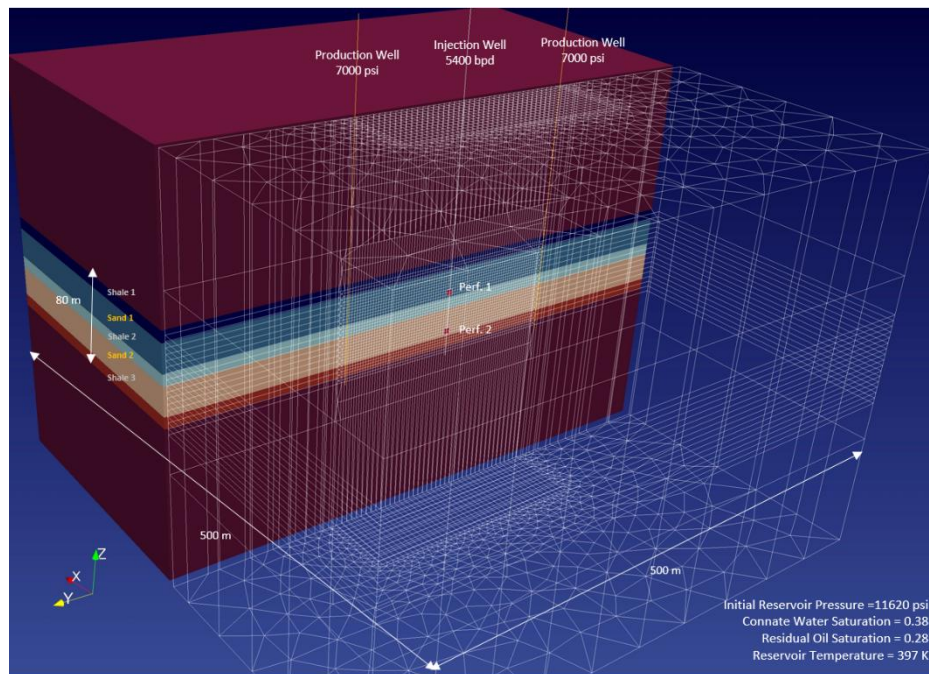 Production Well
7000 psi
Injection Well
5400 bpd
Production Well
7000 psi
80 m
Shale 1
Sand 1
Shale 2
Sand 2
Shale 3
Perf. 1
Perf. 2
500 m
500 m
Z
X
Y
Initial Reservoir Pressure =11620 psi
Connate Water Saturation = 0.38
Residual Oil Saturation = 0.28
Reservoir Temperature = 397 K